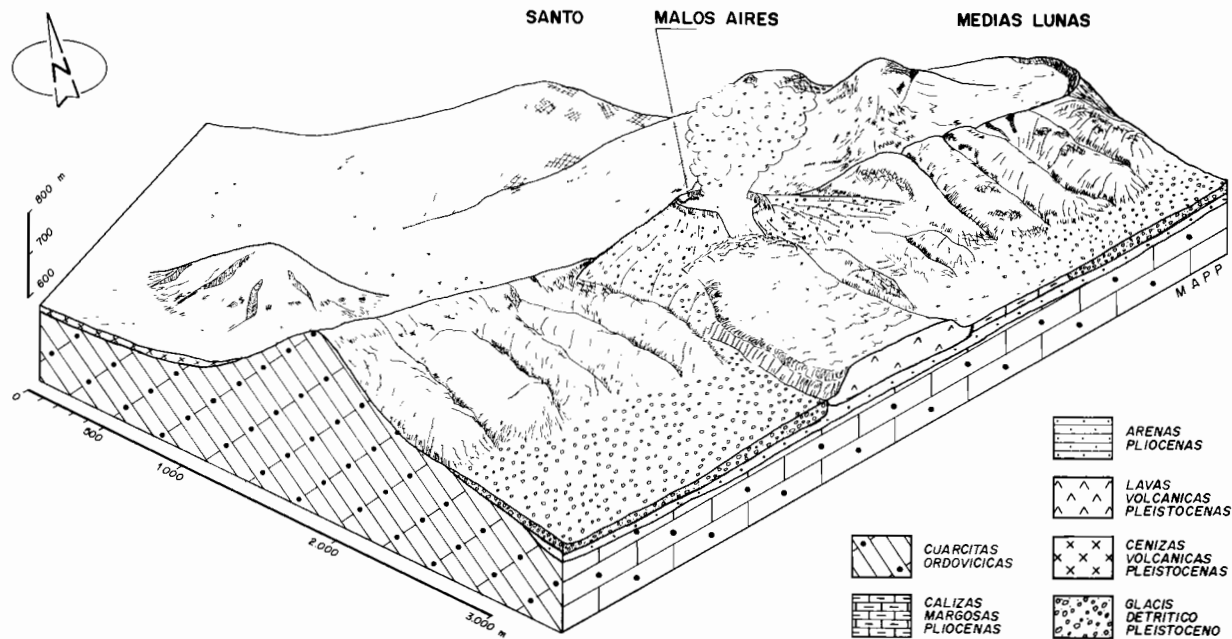 SANTO
MALOS AIRES
MEDIAS LUNAS
N
800 m
700
600
0
500
1.000
2.000
3.000 m
MAPP
ARENAS
PLIOCENAS
LAVAS
VOLCANICAS
PLEISTOCENAS
CUARCITAS
ORDOVICICAS
CENIZAS
VOLCANICAS
PLEISTOCENAS
CALIZAS
MARGOSAS
PLIOCENAS
GLACIS
DETRITICO
PLEISTOCENO